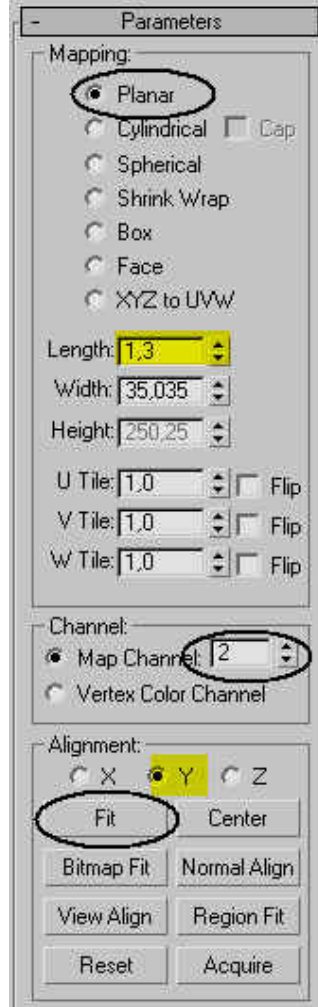 - Parameters
Mapping:
Planar
Cylindrical Cap
Spherical
Shrink Wrap
Box
Face
XYZ to UVW
Length: 1,3
Width: 35,035
Height: 250,25
U Tile: 1,0 Flip
V Tile: 1,0 Flip
W Tile: 1,0 Flip
Channel:
Map Channel: 2
Vertex Color Channel
Alignment:
X Y Z
Fit Center
Bitmap Fit Normal Align
View Align Region Fit
Reset Acquire